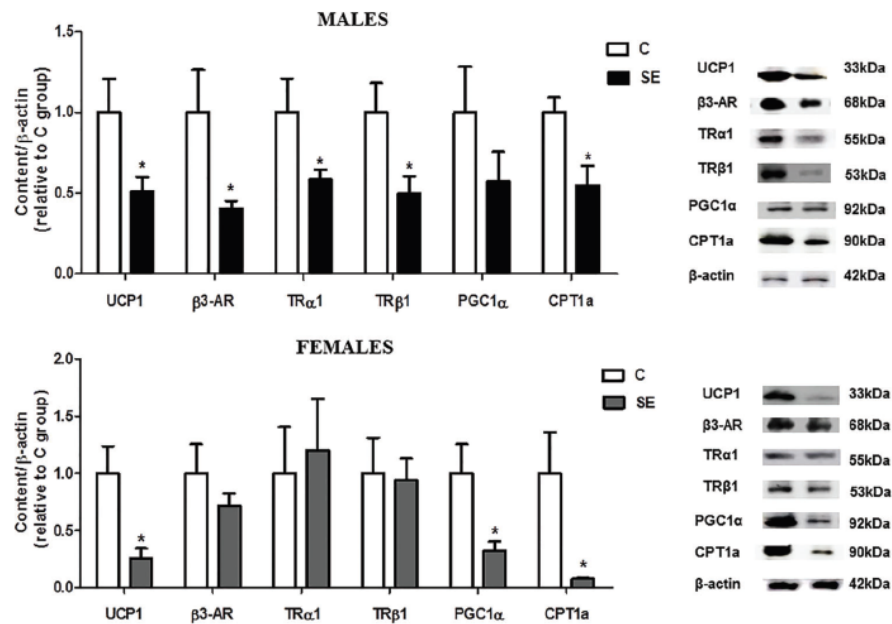 MALES
1.5
1.0
0.5
0.0
Content/β-actin
(relative to C group)
C
SE
*
*
*
*
*
UCP1 β3-AR TRα1 TRβ1 PGC1α CPT1a
UCP1 33kDa
β3-AR 68kDa
TRα1 55kDa
TRβ1 53kDa
PGC1α 92kDa
CPT1a 90kDa
β-actin 42kDa
FEMALES
2.0
1.5
1.0
0.5
0.0
Content/β-actin
(relative to C group)
C
SE
*
*
*
UCP1 β3-AR TRα1 TRβ1 PGC1α CPT1a
UCP1 33kDa
β3-AR 68kDa
TRα1 55kDa
TRβ1 53kDa
PGC1α 92kDa
CPT1a 90kDa
β-actin 42kDa